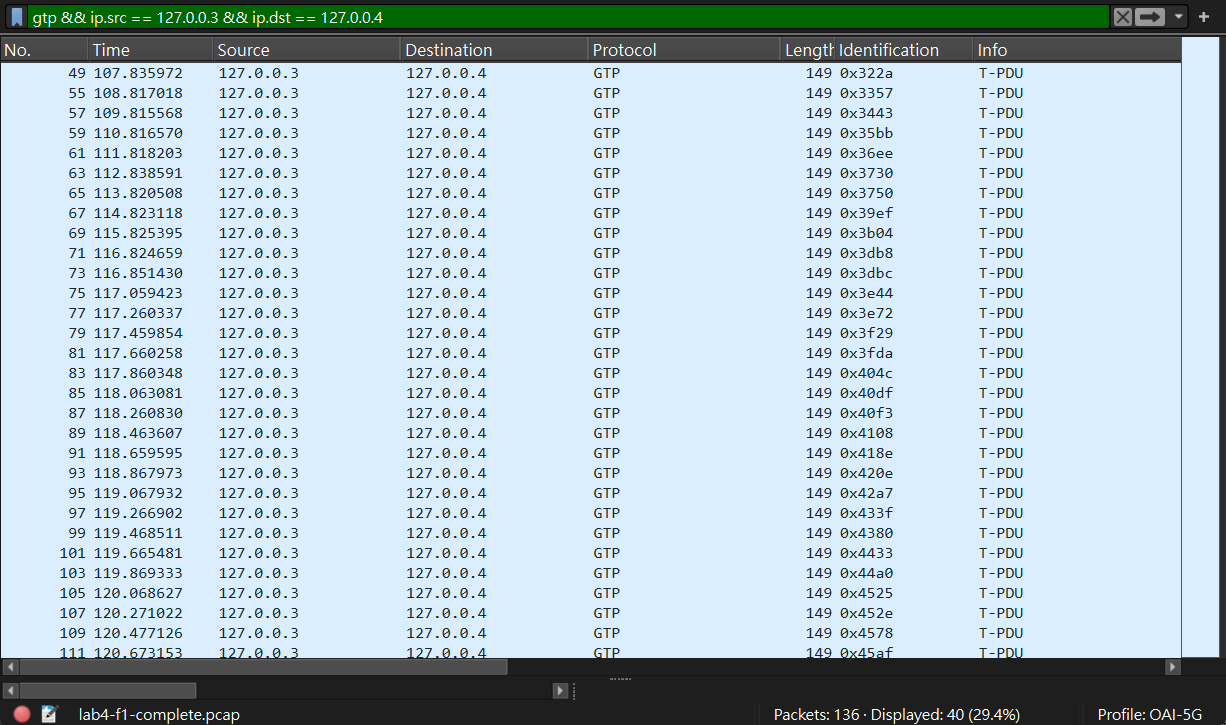 gtp && ip.src == 127.0.0.3 && ip.dst == 127.0.0.4
No. Time Source Destination Protocol Length Identification Info
49 107.835972 127.0.0.3 127.0.0.4 GTP 149 0x322a T-PDU
55 108.817018 127.0.0.3 127.0.0.4 GTP 149 0x3357 T-PDU
57 109.815568 127.0.0.3 127.0.0.4 GTP 149 0x3443 T-PDU
59 110.816570 127.0.0.3 127.0.0.4 GTP 149 0x35bb T-PDU
61 111.818203 127.0.0.3 127.0.0.4 GTP 149 0x36ee T-PDU
63 112.838591 127.0.0.3 127.0.0.4 GTP 149 0x3730 T-PDU
65 113.820508 127.0.0.3 127.0.0.4 GTP 149 0x3750 T-PDU
67 114.823118 127.0.0.3 127.0.0.4 GTP 149 0x39ef T-PDU
69 115.825395 127.0.0.3 127.0.0.4 GTP 149 0x3b04 T-PDU
71 116.824659 127.0.0.3 127.0.0.4 GTP 149 0x3db8 T-PDU
73 116.851430 127.0.0.3 127.0.0.4 GTP 149 0x3dbc T-PDU
75 117.059423 127.0.0.3 127.0.0.4 GTP 149 0x3e44 T-PDU
77 117.260337 127.0.0.3 127.0.0.4 GTP 149 0x3e72 T-PDU
79 117.459854 127.0.0.3 127.0.0.4 GTP 149 0x3f29 T-PDU
81 117.660258 127.0.0.3 127.0.0.4 GTP 149 0x3fda T-PDU
83 117.860348 127.0.0.3 127.0.0.4 GTP 149 0x404c T-PDU
85 118.063081 127.0.0.3 127.0.0.4 GTP 149 0x40df T-PDU
87 118.260830 127.0.0.3 127.0.0.4 GTP 149 0x40f3 T-PDU
89 118.463607 127.0.0.3 127.0.0.4 GTP 149 0x4108 T-PDU
91 118.659595 127.0.0.3 127.0.0.4 GTP 149 0x418e T-PDU
93 118.867973 127.0.0.3 127.0.0.4 GTP 149 0x420e T-PDU
95 119.067932 127.0.0.3 127.0.0.4 GTP 149 0x42a7 T-PDU
97 119.266902 127.0.0.3 127.0.0.4 GTP 149 0x433f T-PDU
99 119.468511 127.0.0.3 127.0.0.4 GTP 149 0x4380 T-PDU
101 119.665481 127.0.0.3 127.0.0.4 GTP 149 0x4433 T-PDU
103 119.869333 127.0.0.3 127.0.0.4 GTP 149 0x44a0 T-PDU
105 120.068627 127.0.0.3 127.0.0.4 GTP 149 0x4525 T-PDU
107 120.271022 127.0.0.3 127.0.0.4 GTP 149 0x452e T-PDU
109 120.477126 127.0.0.3 127.0.0.4 GTP 149 0x4578 T-PDU
111 120.673153 127.0.0.3 127.0.0.4 GTP 149 0x45af T-PDU
lab4-f1-complete.pcap Packets: 136 · Displayed: 40 (29.4%) Profile: OAI-5G